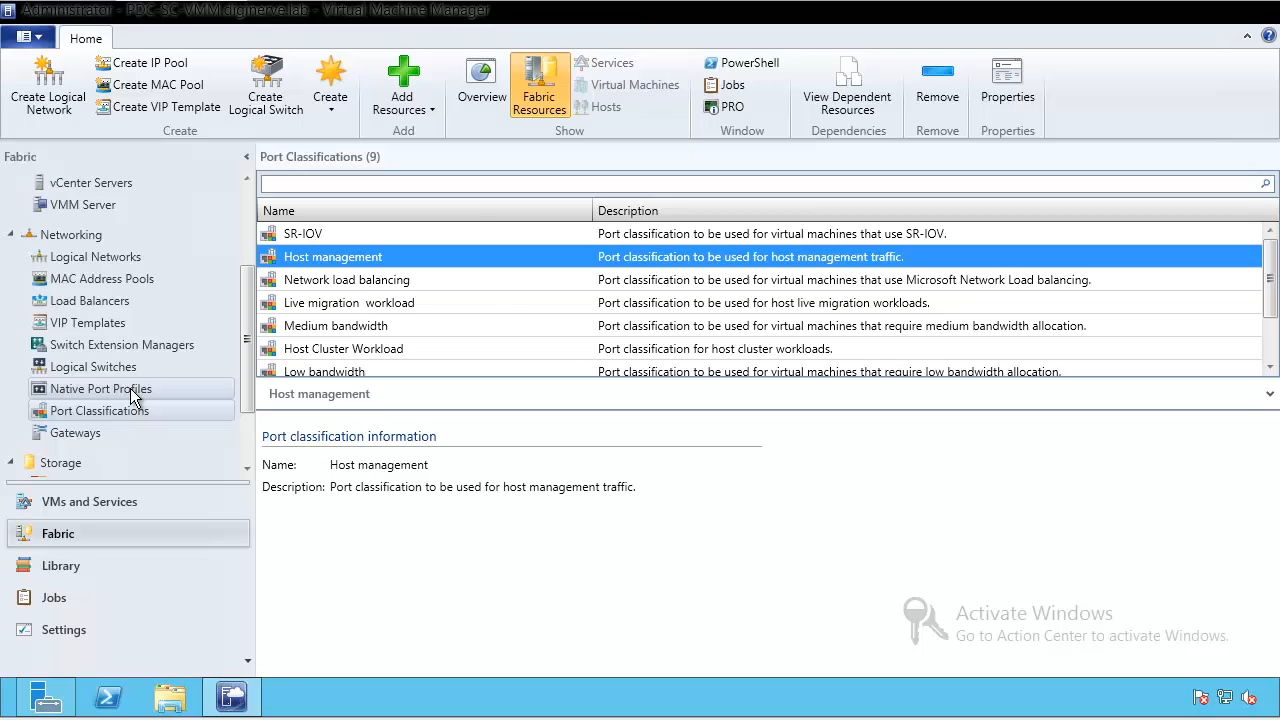 Administrator - PDC-SC-VMM.diginerve.lab - Virtual Machine Manager
Home
Create Logical Network
Create IP Pool
Create MAC Pool
Create VIP Template
Create Logical Switch
Create
Create
Add Resources
Add
Overview
Fabric Resources
Services
Virtual Machines
Hosts
Show
PowerShell
Jobs
PRO
Window
View Dependent Resources
Dependencies
Remove
Remove
Properties
Properties
Fabric
vCenter Servers
VMM Server
Networking
Logical Networks
MAC Address Pools
Load Balancers
VIP Templates
Switch Extension Managers
Logical Switches
Native Port Profiles
Port Classifications
Gateways
Storage
VMs and Services
Fabric
Library
Jobs
Settings
Port Classifications (9)
Name Description
SR-IOV Port classification to be used for virtual machines that use SR-IOV.
Host management Port classification to be used for host management traffic.
Network load balancing Port classification to be used for virtual machines that use Microsoft Network Load balancing.
Live migration workload Port classification to be used for host live migration workloads.
Medium bandwidth Port classification to be used for virtual machines that require medium bandwidth allocation.
Host Cluster Workload Port classification for host cluster workloads.
Low bandwidth Port classification to be used for virtual machines that require low bandwidth allocation.
Host management
Port classification information
Name: Host management
Description: Port classification to be used for host management traffic.
Activate Windows
Go to Action Center to activate Windows.